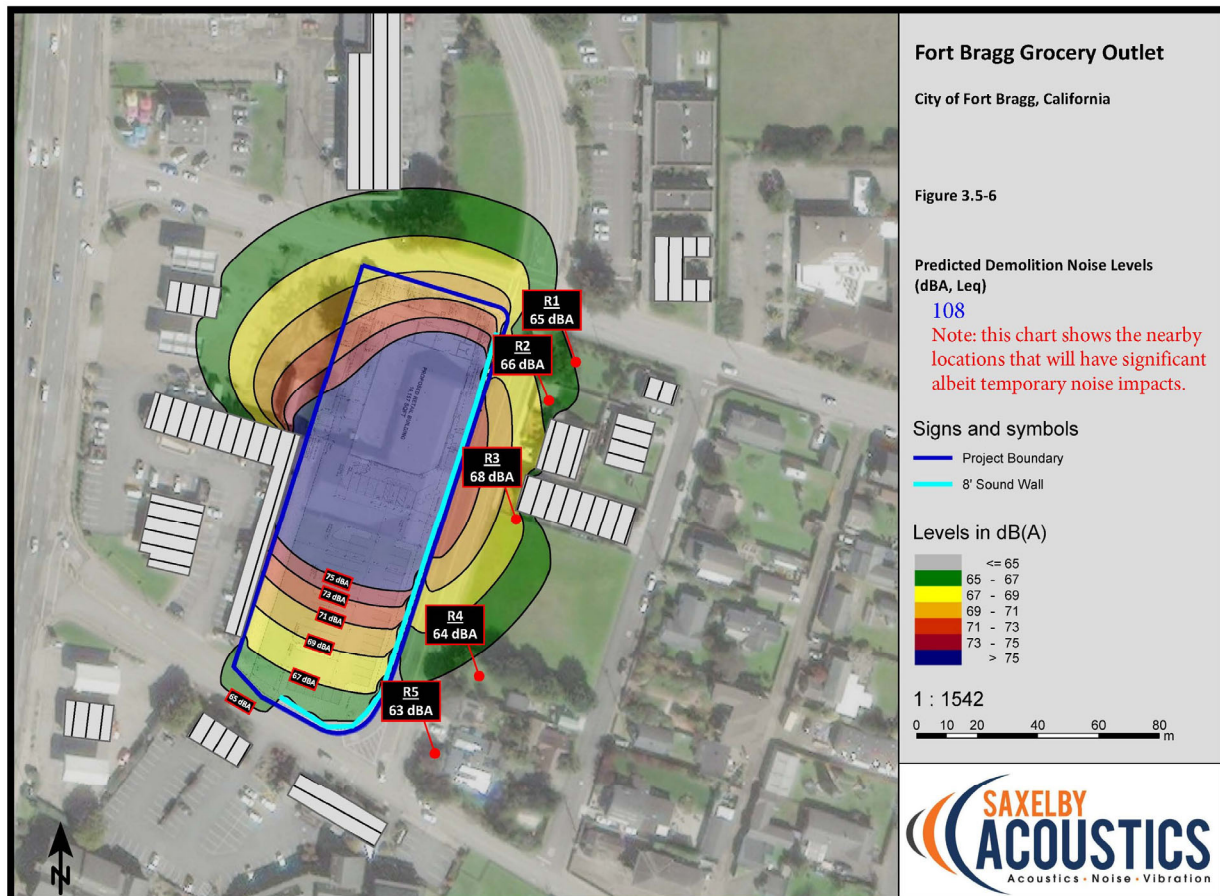 Fort Bragg Grocery Outlet
City of Fort Bragg, California
Figure 3.5-6
Predicted Demolition Noise Levels
(dBA, Leq)
108
Note: this chart shows the nearby
locations that will have significant
albeit temporary noise impacts.
Signs and symbols
Project Boundary
8' Sound Wall
Levels in dB(A)
<= 65
65 - 67
67 - 69
69 - 71
71 - 73
73 - 75
> 75
1 : 1542
0 10 20 40 60 80
m
SAXELBY
ACOUSTICS
Acoustics • Noise • Vibration
R1
65 dBA
R2
66 dBA
R3
68 dBA
R4
64 dBA
R5
63 dBA
75 dBA
73 dBA
71 dBA
69 dBA
67 dBA
65 dBA
PROPOSED RETAIL BUILDING
N